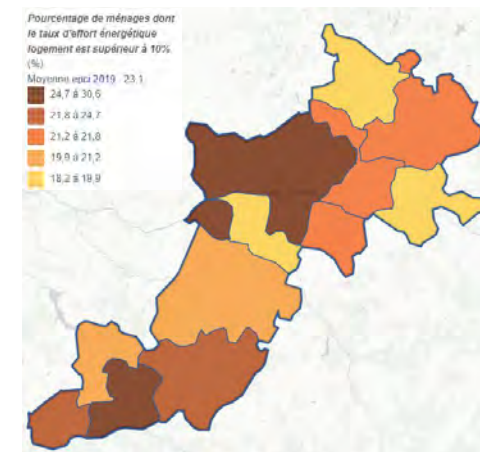 Pourcentage de ménages dont
le taux d'effort énergétique
logement est supérieur à 10%
(%)
Moyenne epci 2019 : 23,1
24,7 à 30,6
21,8 à 24,7
21,2 à 21,8
19,9 à 21,2
18,2 à 19,9